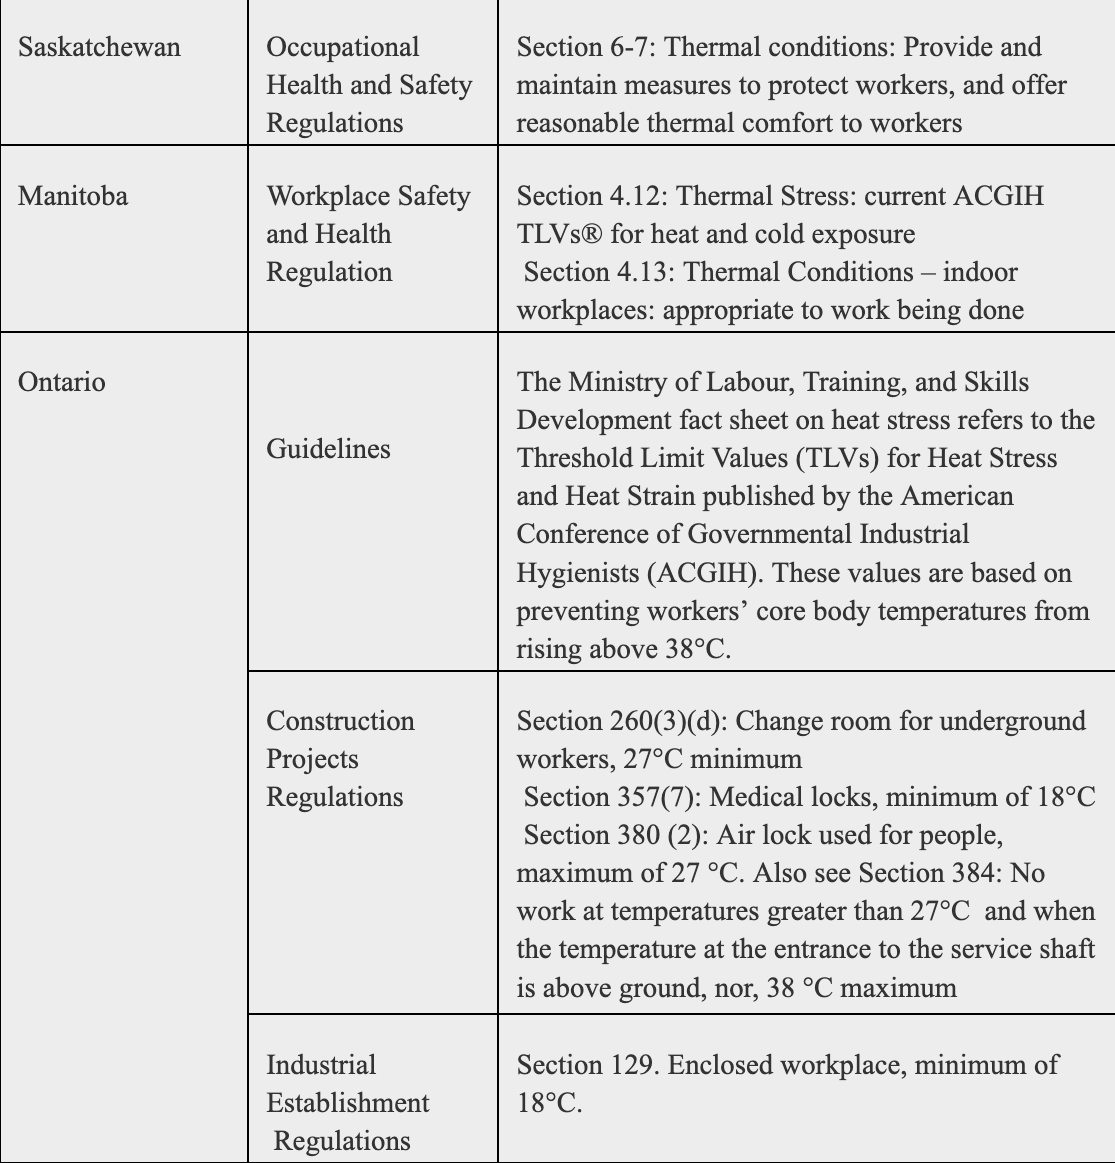 Saskatchewan
Occupational
Health and Safety
Regulations
Section 6-7: Thermal conditions: Provide and
maintain measures to protect workers, and offer
reasonable thermal comfort to workers
Manitoba
Workplace Safety
and Health
Regulation
Section 4.12: Thermal Stress: current ACGIH
TLVs® for heat and cold exposure
Section 4.13: Thermal Conditions – indoor
workplaces: appropriate to work being done
Ontario
Guidelines
The Ministry of Labour, Training, and Skills
Development fact sheet on heat stress refers to the
Threshold Limit Values (TLVs) for Heat Stress
and Heat Strain published by the American
Conference of Governmental Industrial
Hygienists (ACGIH). These values are based on
preventing workers’ core body temperatures from
rising above 38°C.
Construction
Projects
Regulations
Section 260(3)(d): Change room for underground
workers, 27°C minimum
Section 357(7): Medical locks, minimum of 18°C
Section 380 (2): Air lock used for people,
maximum of 27 °C. Also see Section 384: No
work at temperatures greater than 27°C  and when
the temperature at the entrance to the service shaft
is above ground, nor, 38 °C maximum
Industrial
Establishment
Regulations
Section 129. Enclosed workplace, minimum of
18°C.